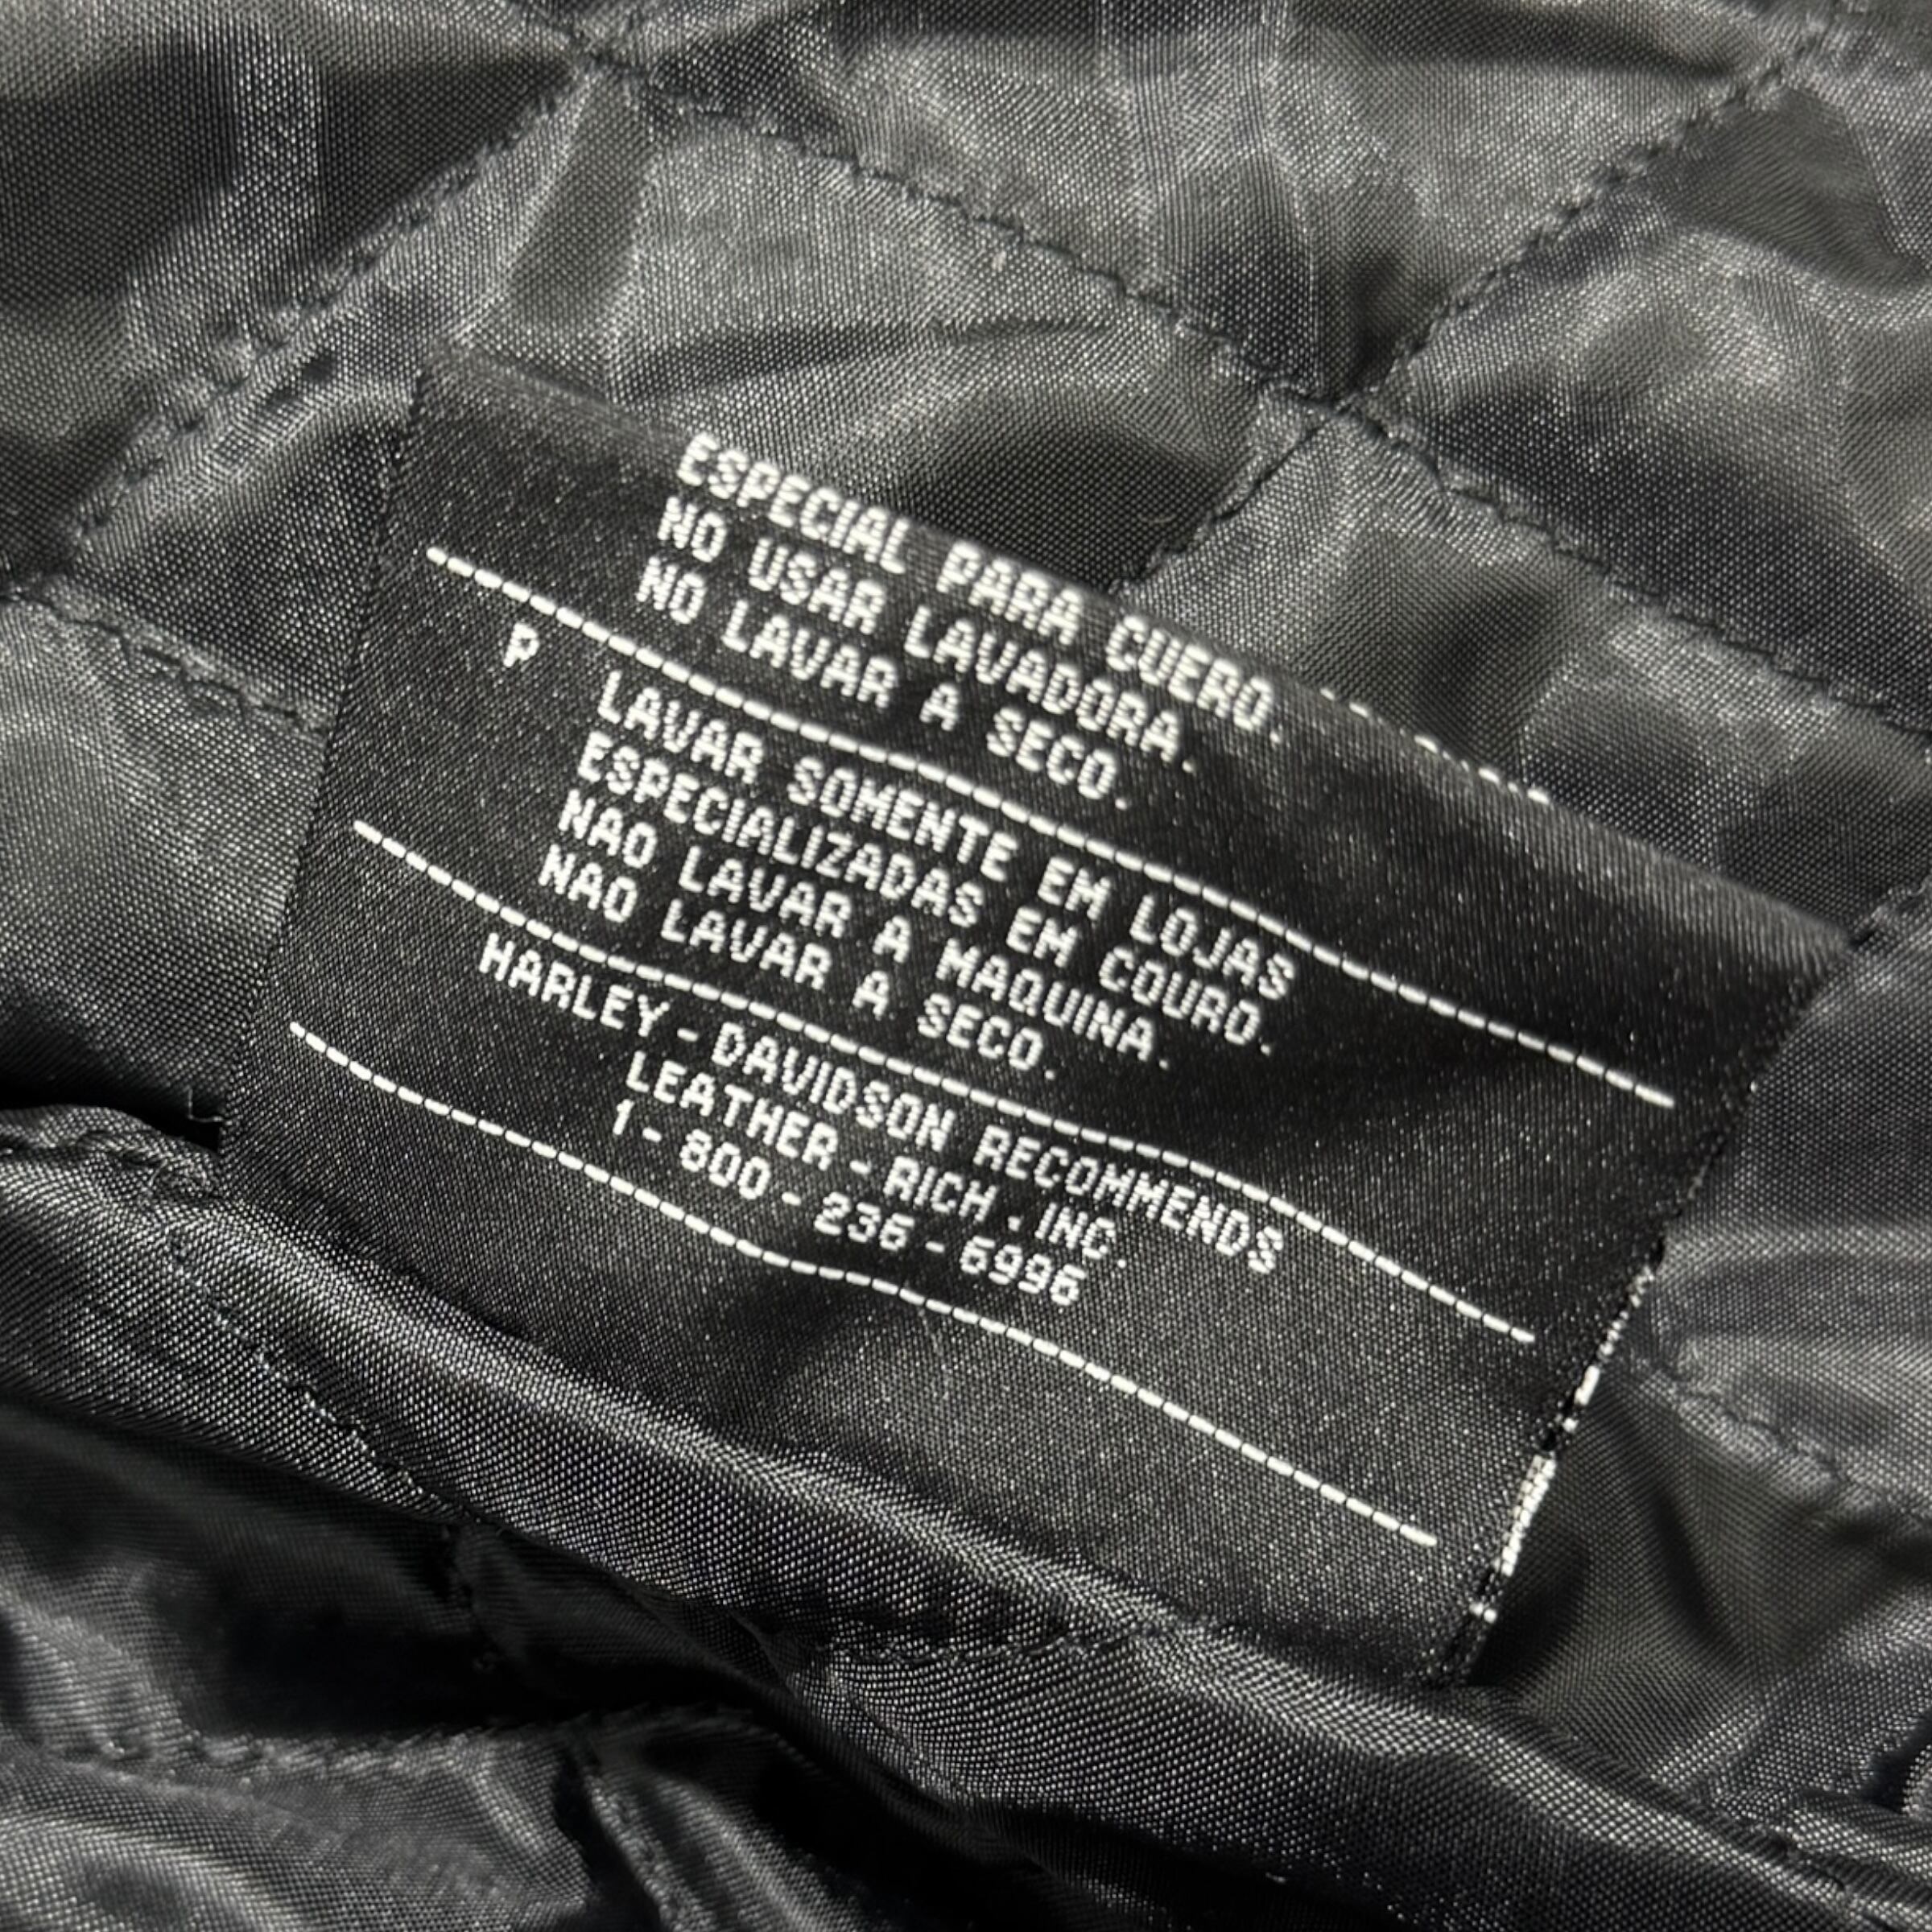 ESPECIAL PARA CUERO.
NO USAR LAVADORA.
NO LAVAR A SECO.
P LAVAR SOMENTE EM LOJAS
ESPECIALIZADAS EM COURO.
NAO LAVAR A MAQUINA.
NAO LAVAR A SECO.
HARLEY-DAVIDSON RECOMMENDS
LEATHER-RICH, INC.
1-800-236-6996